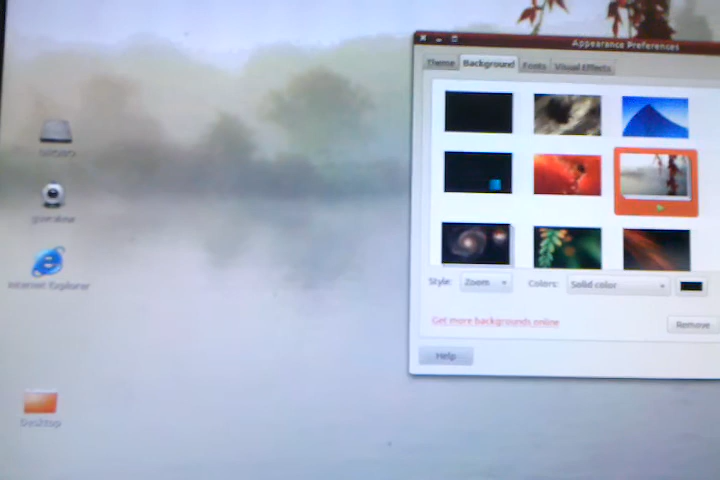 Appearance Preferences
Theme Background Fonts Visual Effects
Internet Explorer
Style: Zoom Colors: Solid color
Get more backgrounds online
Remove
Help
Desktop